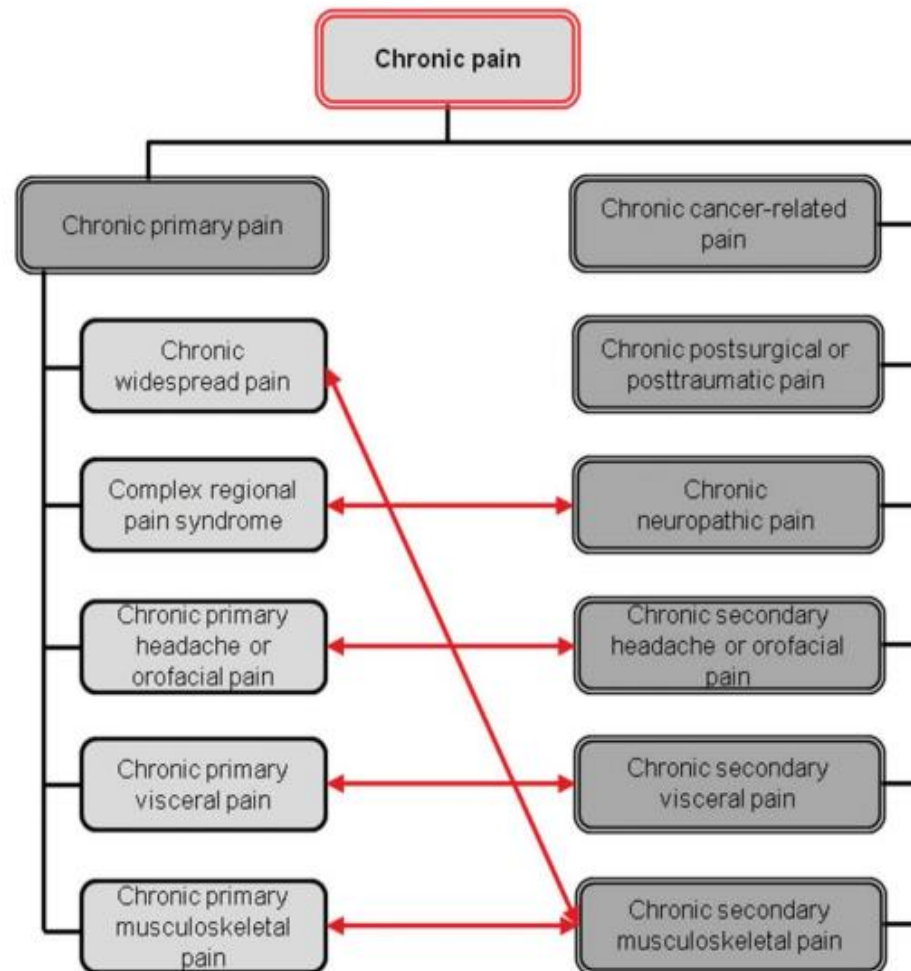 Chronic pain
Chronic primary pain
Chronic cancer-related
pain
Chronic
widespread pain
Chronic postsurgical or
posttraumatic pain
Complex regional
pain syndrome
Chronic
neuropathic pain
Chronic primary
headache or
orofacial pain
Chronic secondary
headache or orofacial
pain
Chronic primary
visceral pain
Chronic secondary
visceral pain
Chronic primary
musculoskeletal
pain
Chronic secondary
musculoskeletal pain